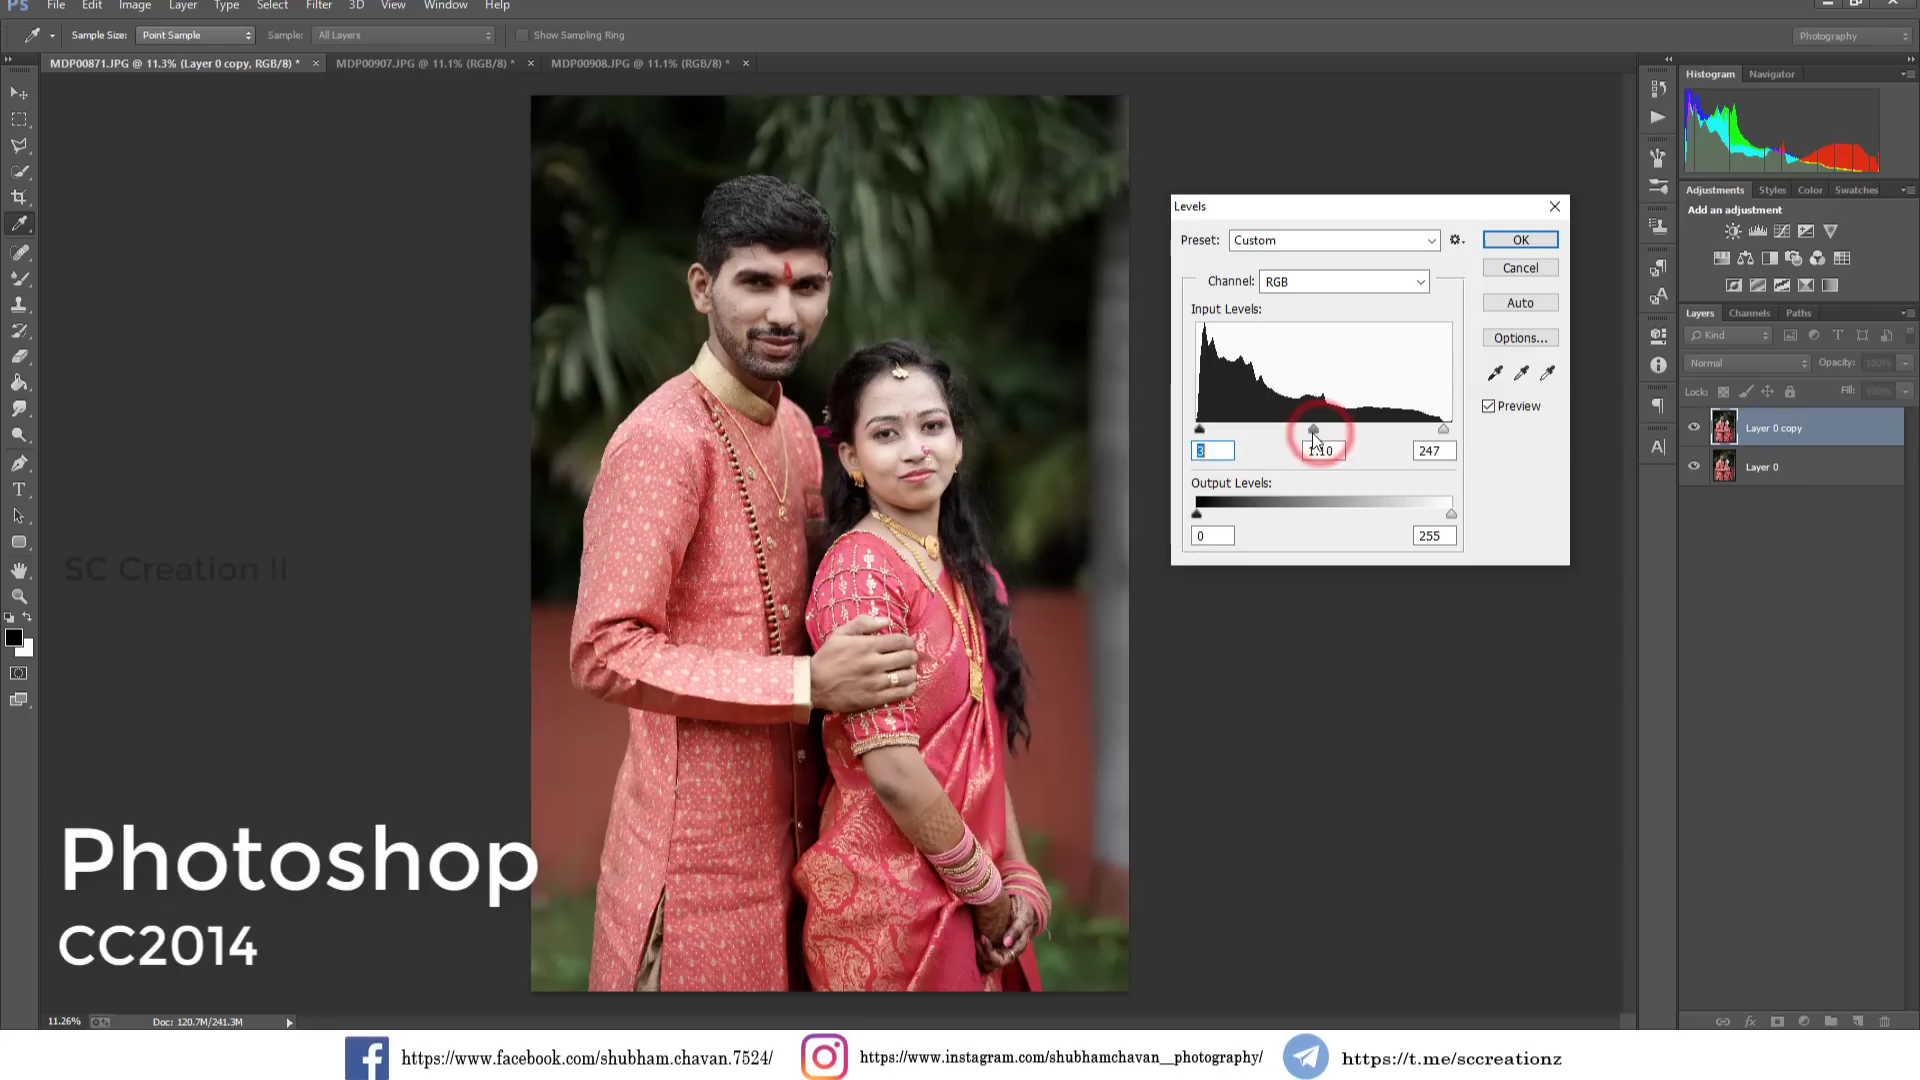 Ps File Edit Image Layer Type Select Filter 3D View Window Help
Sample Size: Point Sample Sample: All Layers Show Sampling Ring Photography
MDP00871.JPG @ 11.3% (Layer 0 copy, RGB/8) * × MDP00907.JPG @ 11.1% (RGB/8) * × MDP00908.JPG @ 11.1% (RGB/8) * ×
Histogram Navigator
Adjustments Styles Color Swatches
Add an adjustment
Layers Channels Paths
Kind
Normal Opacity: 100%
Lock: Fill: 100%
Layer 0 copy
Layer 0
Levels
Preset: Custom OK
Cancel
Channel: RGB
Auto
Input Levels:
Options...
Preview
3 1.10 247
Output Levels:
0 255
SC Creation II
Photoshop
CC2014
11.26% Doc: 120.7M/241.3M
https://www.facebook.com/shubham.chavan.7524/ https://www.instagram.com/shubhamchavan__photography/ https://t.me/sccreationz